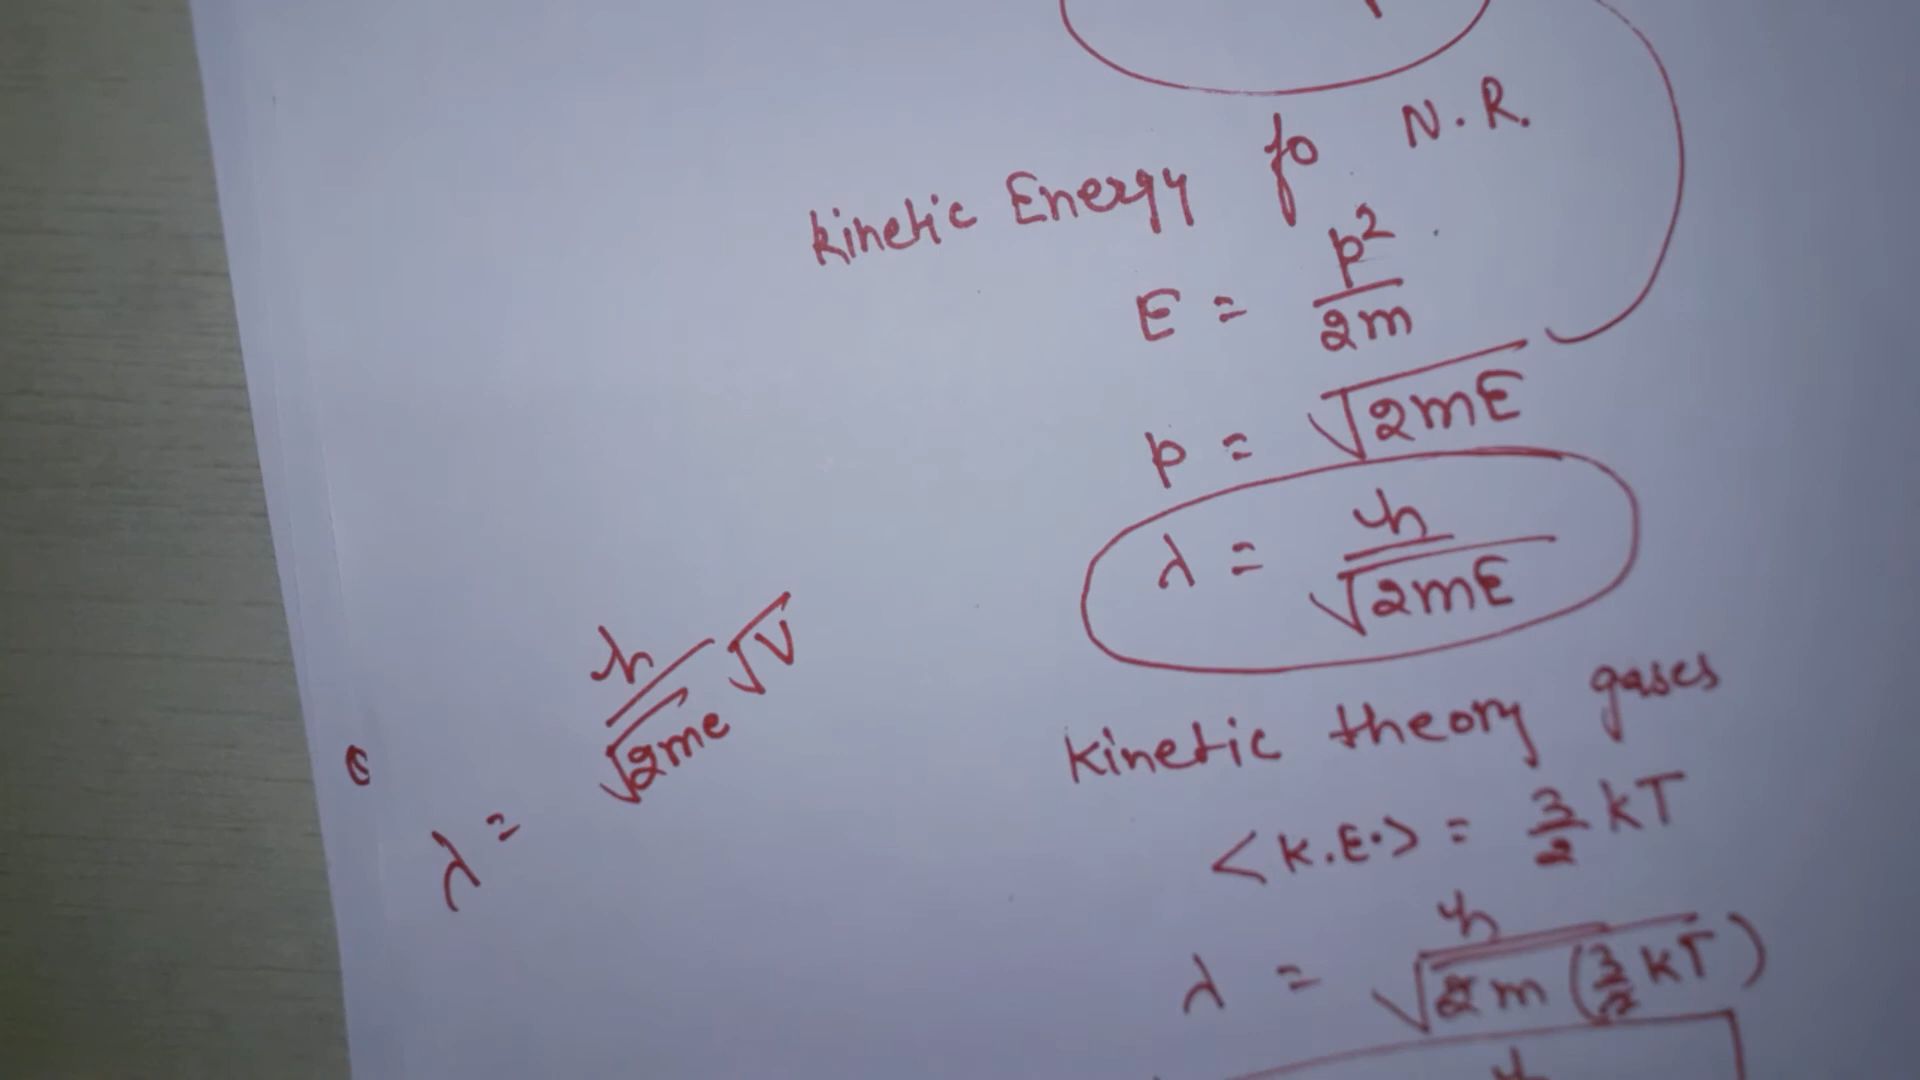 Kinetic Energy fo N.R.
E = p²/2m
p = √2mE
λ = h/√2mE
λ = h/√2me √V
Kinetic theory gases
<K.E.> = 3/2 kT
λ = h/√2m(3/2 kT)